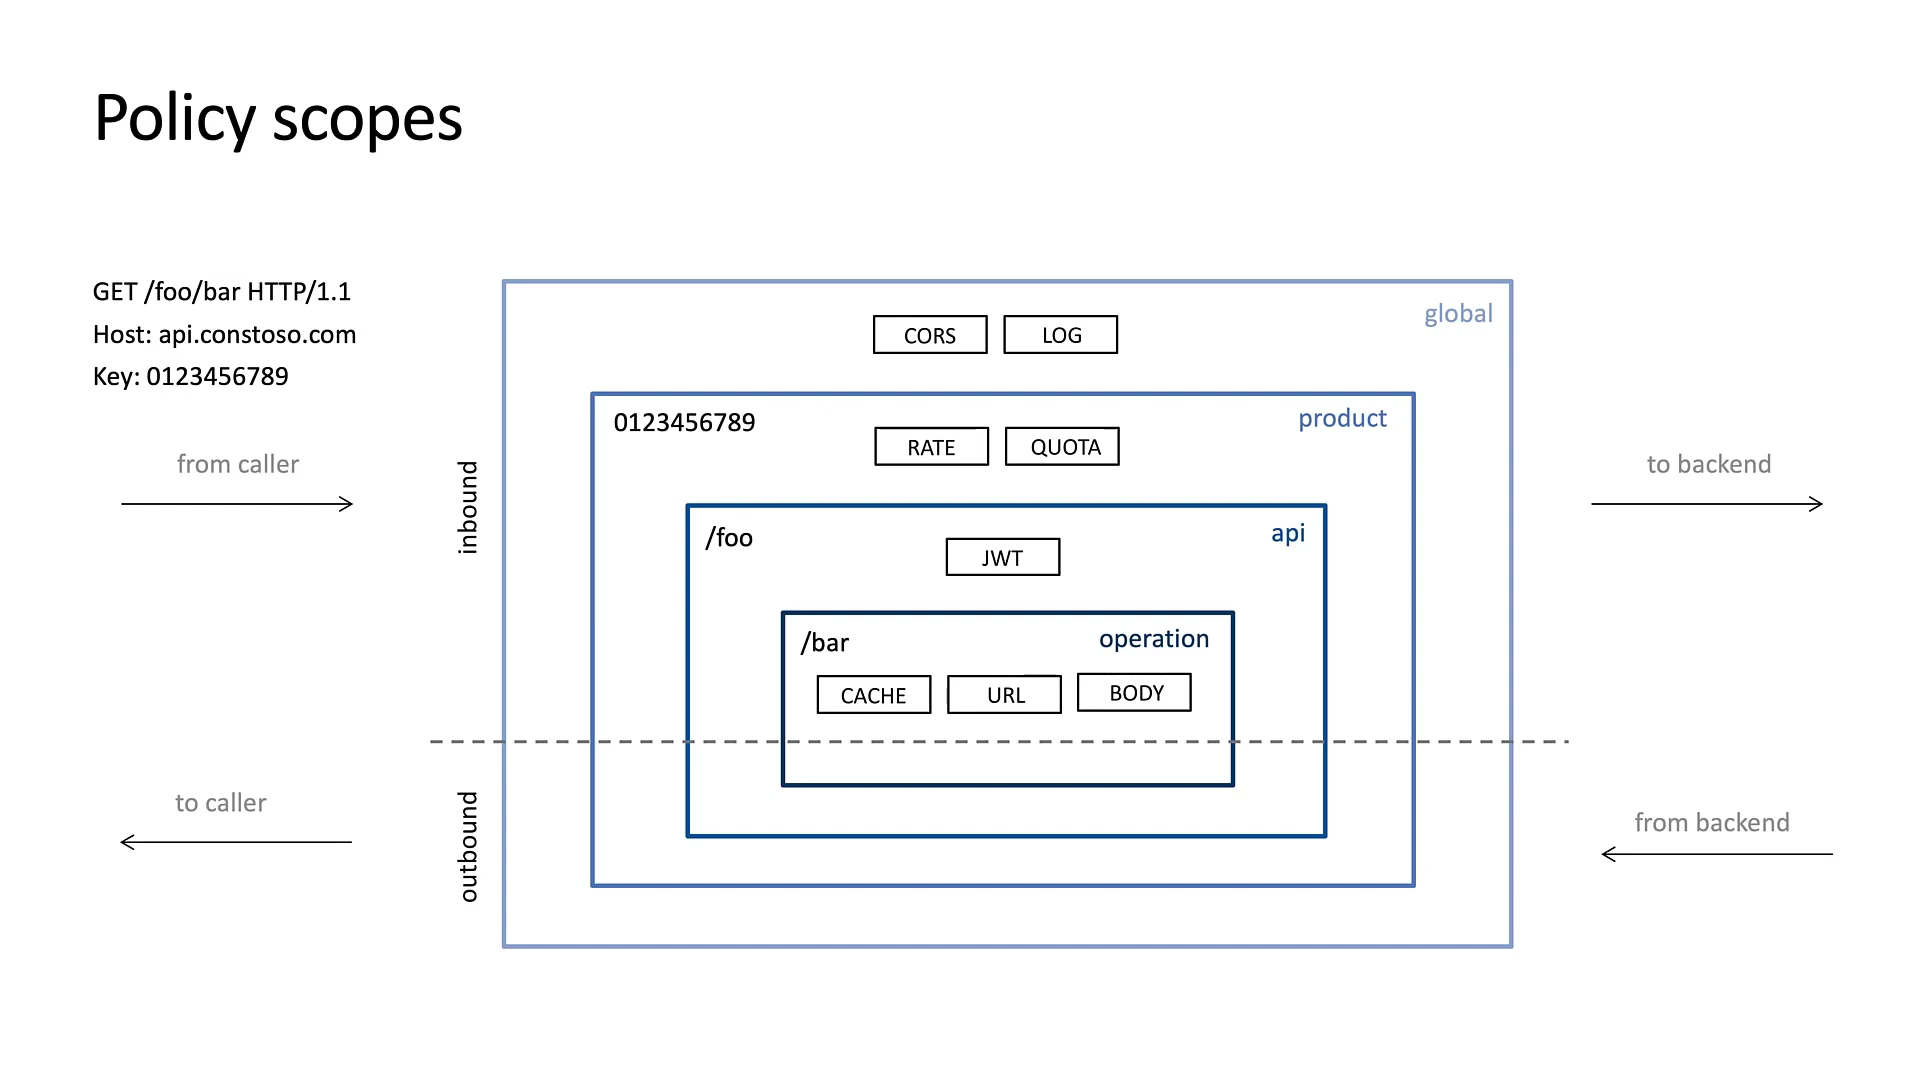 Policy scopes
GET /foo/bar HTTP/1.1
Host: api.constoso.com
Key: 0123456789
global
CORS LOG
0123456789
product
RATE QUOTA
from caller
to backend
inbound
/foo
api
JWT
/bar
operation
CACHE URL BODY
to caller
outbound
from backend